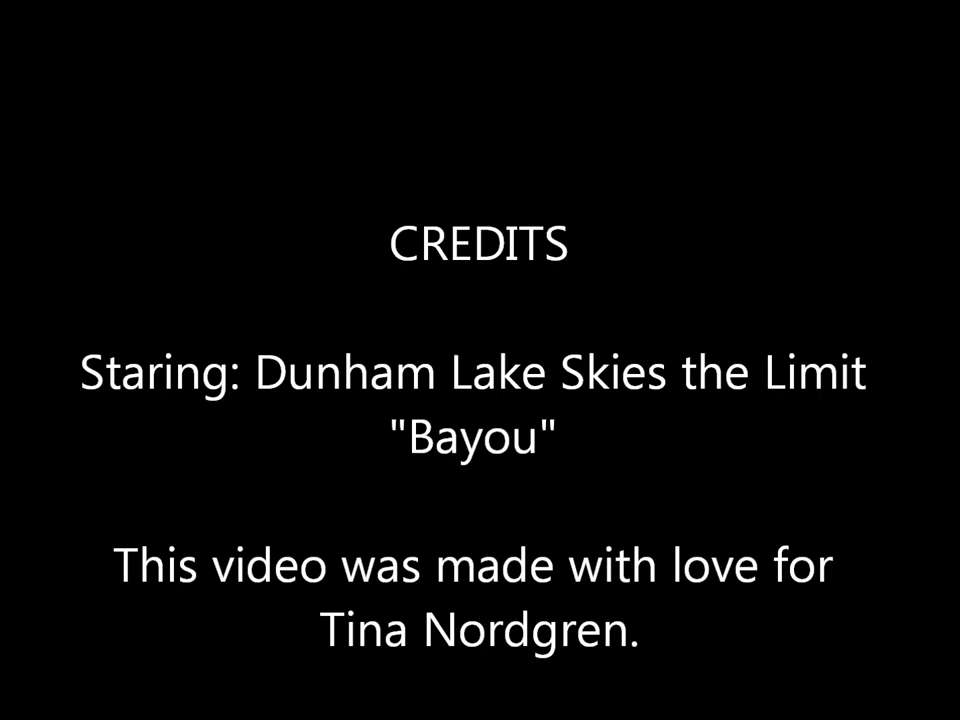 CREDITS
Staring: Dunham Lake Skies the Limit
"Bayou"
This video was made with love for
Tina Nordgren.